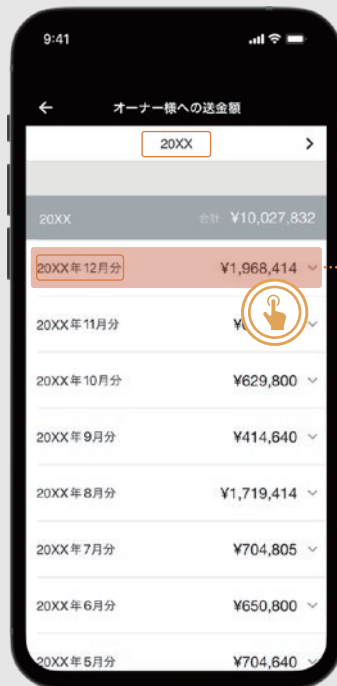 9:41
オーナー様への送金額
20XX
20XX 合計 ¥10,027,832
20XX年12月分 ¥1,968,414
20XX年11月分
20XX年10月分 ¥629,800
20XX年9月分 ¥414,640
20XX年8月分 ¥1,719,414
20XX年7月分 ¥704,805
20XX年6月分 ¥650,800
20XX年5月分 ¥704,640